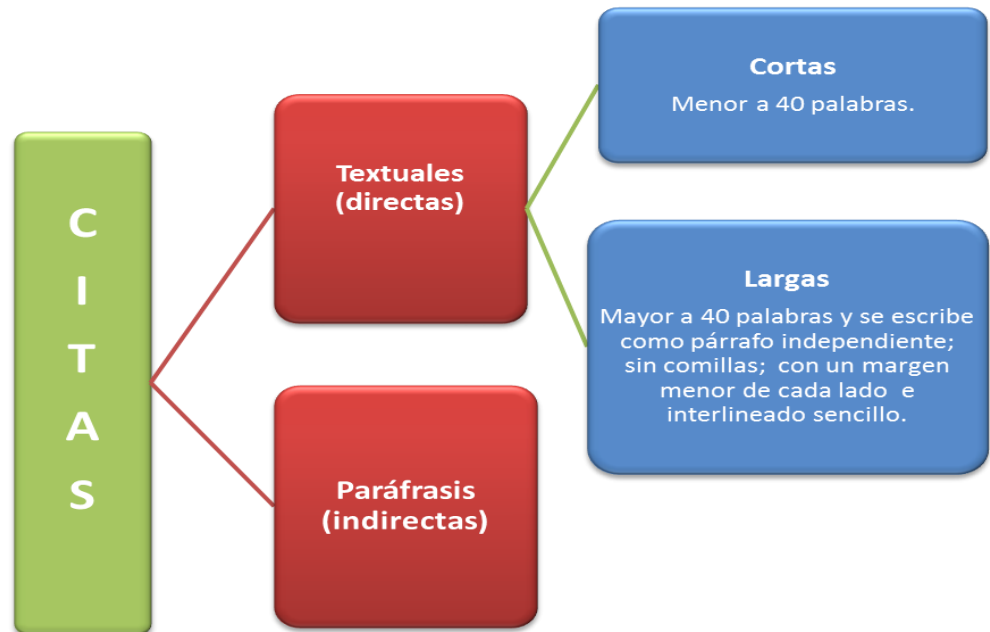 C
I
T
A
S
Textuales
(directas)
Paráfrasis
(indirectas)
Cortas
Menor a 40 palabras.
Largas
Mayor a 40 palabras y se escribe
como párrafo independiente;
sin comillas; con un margen
menor de cada lado e
interlineado sencillo.